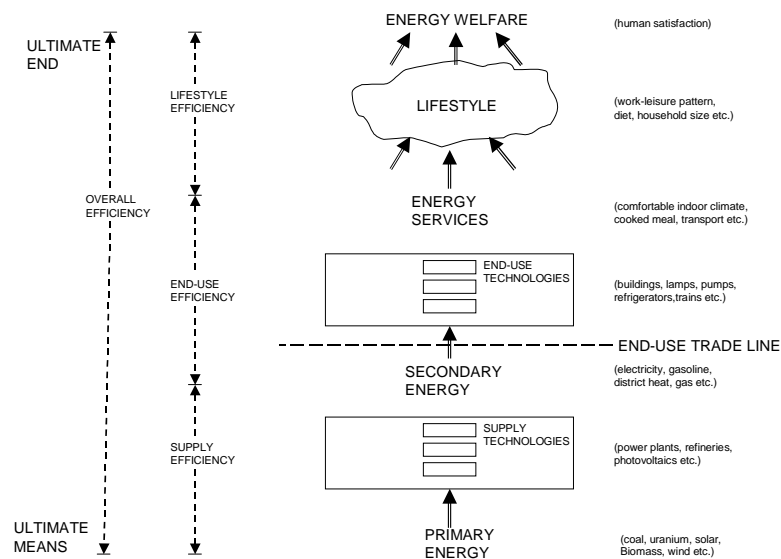 ENERGY WELFARE
(human satisfaction)
ULTIMATE
END
LIFESTYLE
EFFICIENCY
LIFESTYLE
(work-leisure pattern,
diet, household size etc.)
OVERALL
EFFICIENCY
ENERGY
SERVICES
(comfortable indoor climate,
cooked meal, transport etc.)
END-USE
EFFICIENCY
END-USE
TECHNOLOGIES
(buildings, lamps, pumps,
refrigerators,trains etc.)
END-USE TRADE LINE
SECONDARY
ENERGY
(electricity, gasoline,
district heat, gas etc.)
SUPPLY
EFFICIENCY
SUPPLY
TECHNOLOGIES
(power plants, refineries,
photovoltaics etc.)
ULTIMATE
MEANS
PRIMARY
ENERGY
(coal, uranium, solar,
Biomass, wind etc.)